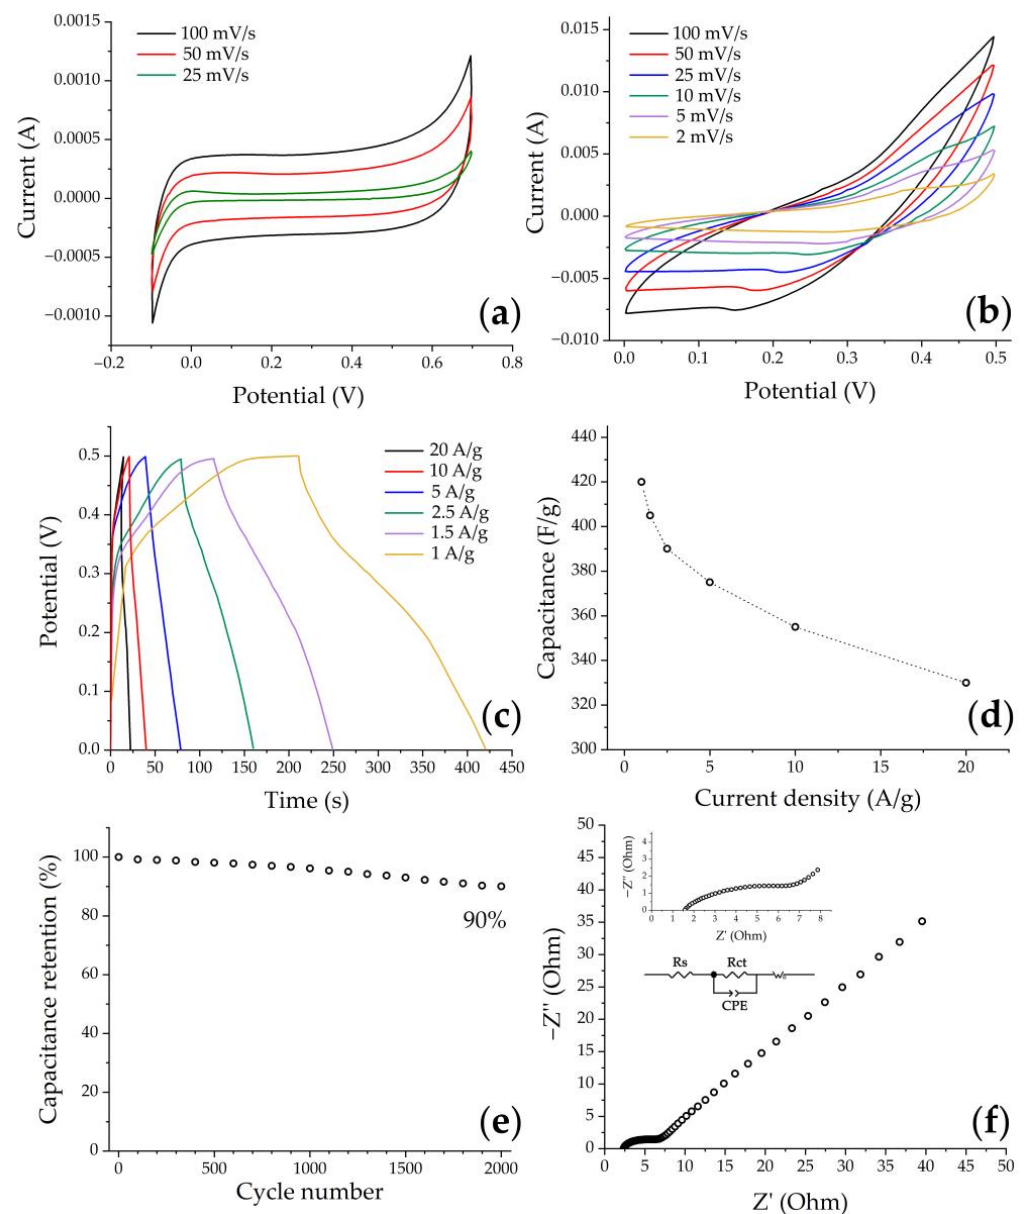 0.0015
0.0010
0.0005
0.0000
−0.0005
−0.0010
Current (A)
100 mV/s
50 mV/s
25 mV/s
(a)
−0.2 0.0 0.2 0.4 0.6 0.8
Potential (V)
0.015
0.010
0.005
0.000
−0.005
−0.010
Current (A)
100 mV/s
50 mV/s
25 mV/s
10 mV/s
5 mV/s
2 mV/s
(b)
0.0 0.1 0.2 0.3 0.4 0.5
Potential (V)
0.5
0.4
0.3
0.2
0.1
0.0
Potential (V)
20 A/g
10 A/g
5 A/g
2.5 A/g
1.5 A/g
1 A/g
(c)
0 50 100 150 200 250 300 350 400 450
Time (s)
440
420
400
380
360
340
320
300
Capacitance (F/g)
(d)
0 5 10 15 20
Current density (A/g)
100
80
60
40
20
0
Capacitance retention (%)
90%
(e)
0 500 1000 1500 2000
Cycle number
50
45
40
35
30
25
20
15
10
5
0
−Z'' (Ohm)
4
3
2
1
0
−Z'' (Ohm)
0 1 2 3 4 5 6 7 8
Z' (Ohm)
Rs Rct
CPE
(f)
0 5 10 15 20 25 30 35 40 45 50
Z' (Ohm)